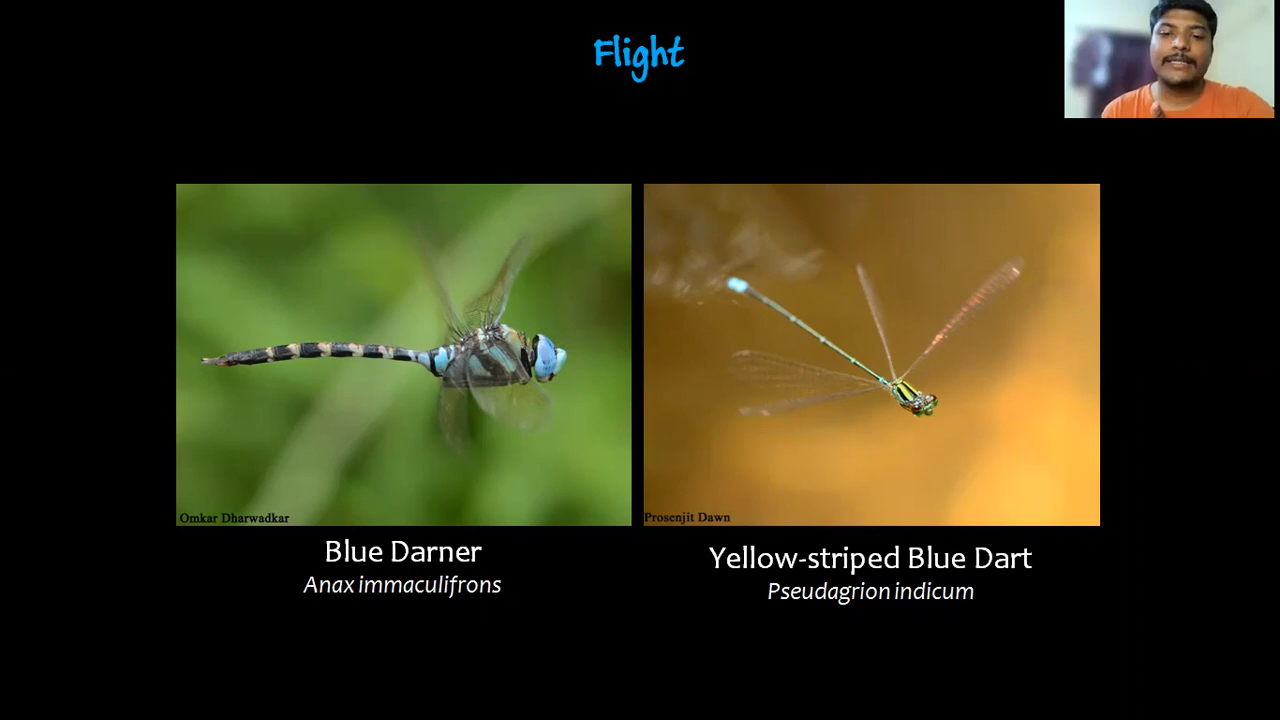 Flight
Omkar Dharwadkar
Prosenjit Dawn
Blue Darner
Anax immaculifrons
Yellow-striped Blue Dart
Pseudagrion indicum